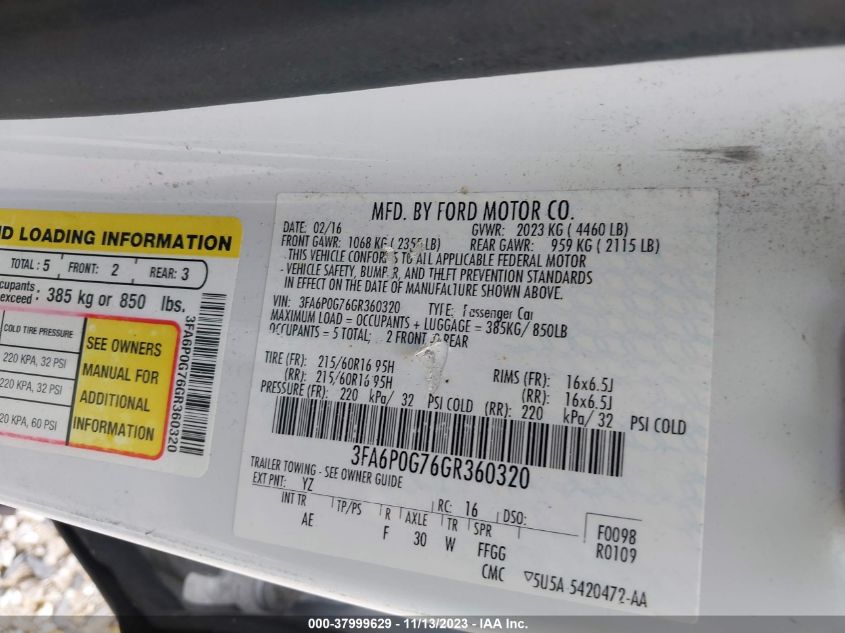 ND LOADING INFORMATION
TOTAL : 5 FRONT: 2 REAR: 3
cupants
exceed: 385 kg or 850 lbs.
COLD TIRE PRESSURE
220 KPA, 32 PSI
220 KPA, 32 PSI
20 KPA, 60 PSI
SEE OWNERS
MANUAL FOR
ADDITIONAL
INFORMATION
3FA6P0G76GR360320
MFD. BY FORD MOTOR CO.
DATE: 02/16 GVWR: 2023 KG ( 4460 LB)
FRONT GAWR: 1068 KG ( LB) REAR GAWR: 959 KG ( 2115 LB)
THIS VEHICLE TO ALL APPLICABLE FEDERAL MOTOR
VEHICLE SAFETY, AND THEFT PREVENTION STANDARDS
IN EFFECT ON THE DATE OF MANUFACTURE SHOWN ABOVE.
VIN: 3FA6P0G76GR360320 TYPE: Passenger Car
MAXIMUM LOAD = OCCUPANTS + LUGGAGE = 385KG/ 850LB
OCCUPANTS = 5 TOTAL; 2 FRONT REAR
TIRE (FR): 215/60R16 95H RIMS (FR): 16x6.5J
(RR): 215/60R16 95H (RR): 16x6.5J
PRESSURE (FR): 220 kPa/ 32 PSI COLD (RR): 220 kPa/ 32 PSI COLD
3FA6P0G76GR360320
TRAILER TOWING - SEE OWNER GUIDE
EXT PNT: YZ RC: 16 DSO:
INT TR TP/PS R AXLE TR SPR F0098
AE F 30 W FFGG R0109
CMC ▽5U5A 5420472-AA
000-37999629 - 11/13/2023 - IAA Inc.